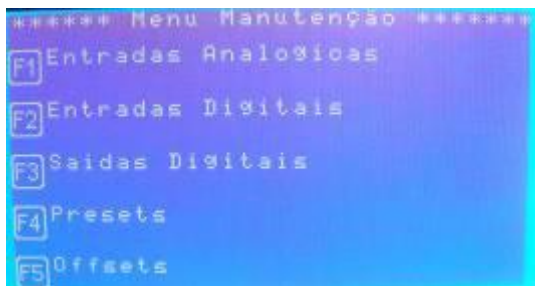 ****** Menu Manutenção *******
F1 Entradas Analogicas
F2 Entradas Digitais
F3 Saidas Digitais
F4 Presets
F5 Offsets